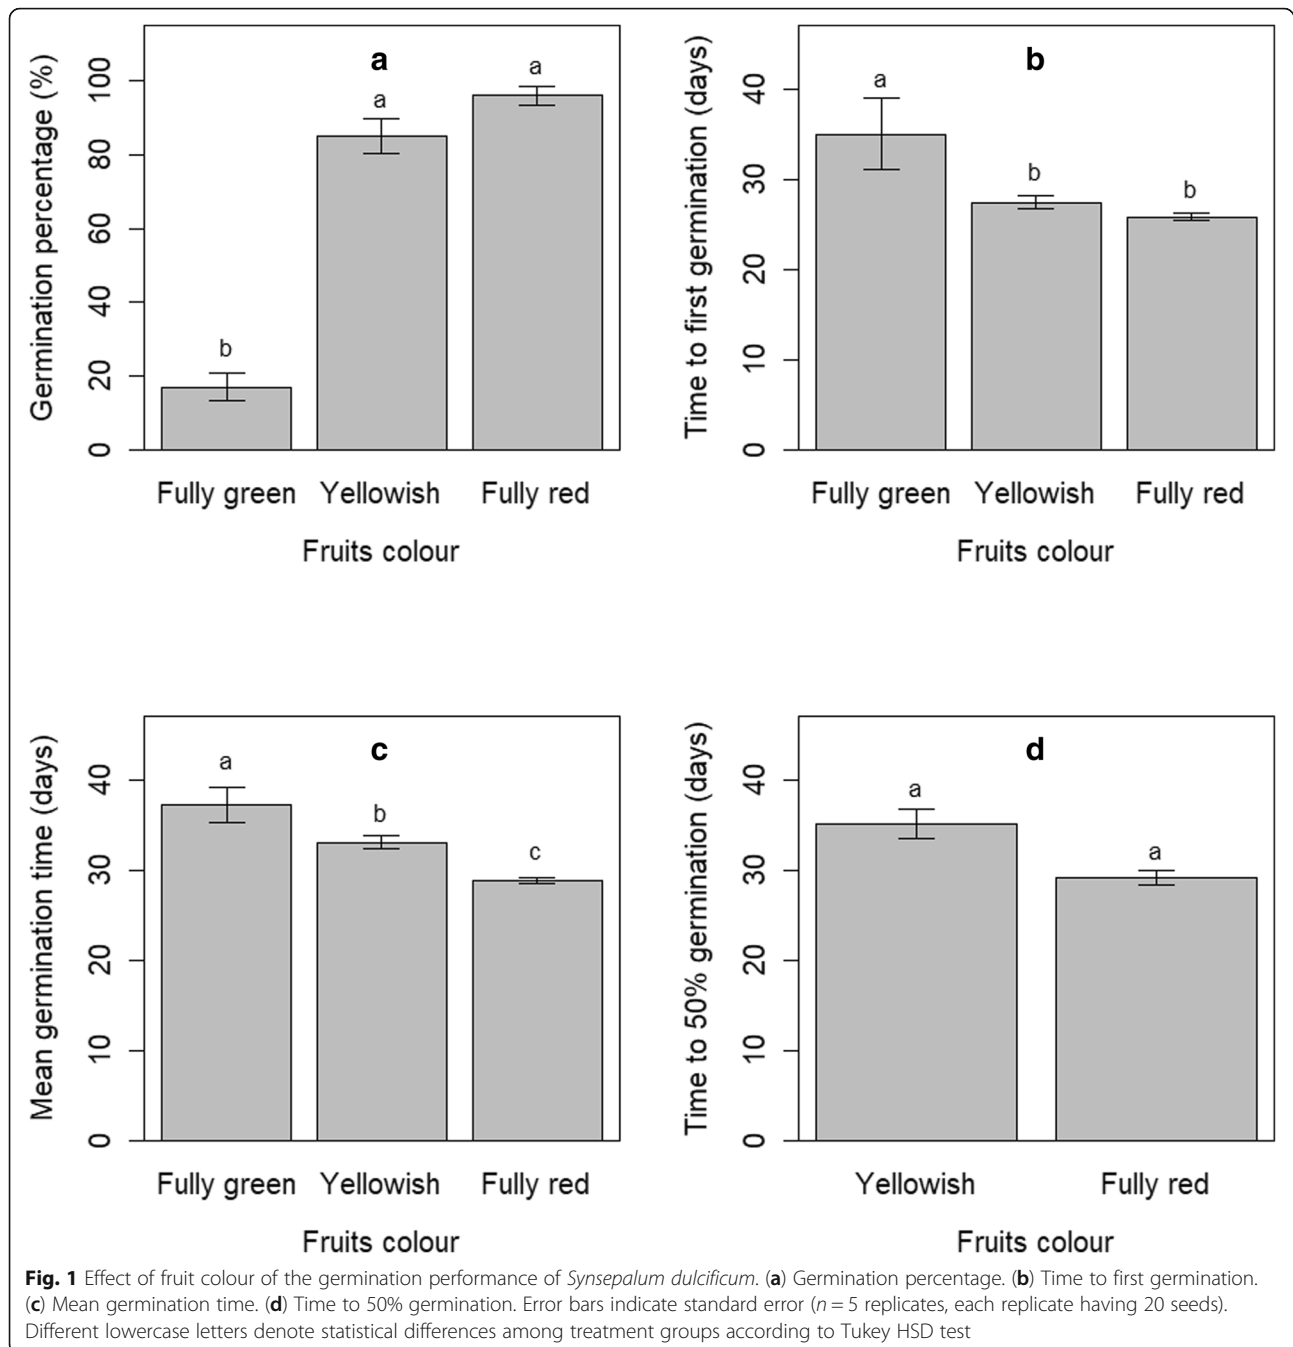 a
Germination percentage (%)
100
80
60
40
20
0
b
a
a
Fully green Yellowish Fully red
Fruits colour
b
Time to first germination (days)
40
30
20
10
0
a
b
b
Fully green Yellowish Fully red
Fruits colour
c
Mean germination time (days)
40
30
20
10
0
a
b
c
Fully green Yellowish Fully red
Fruits colour
d
Time to 50% germination (days)
40
30
20
10
0
a
a
Yellowish Fully red
Fruits colour
Fig. 1 Effect of fruit colour of the germination performance of Synsepalum dulcificum. (a) Germination percentage. (b) Time to first germination.
(c) Mean germination time. (d) Time to 50% germination. Error bars indicate standard error (n = 5 replicates, each replicate having 20 seeds).
Different lowercase letters denote statistical differences among treatment groups according to Tukey HSD test